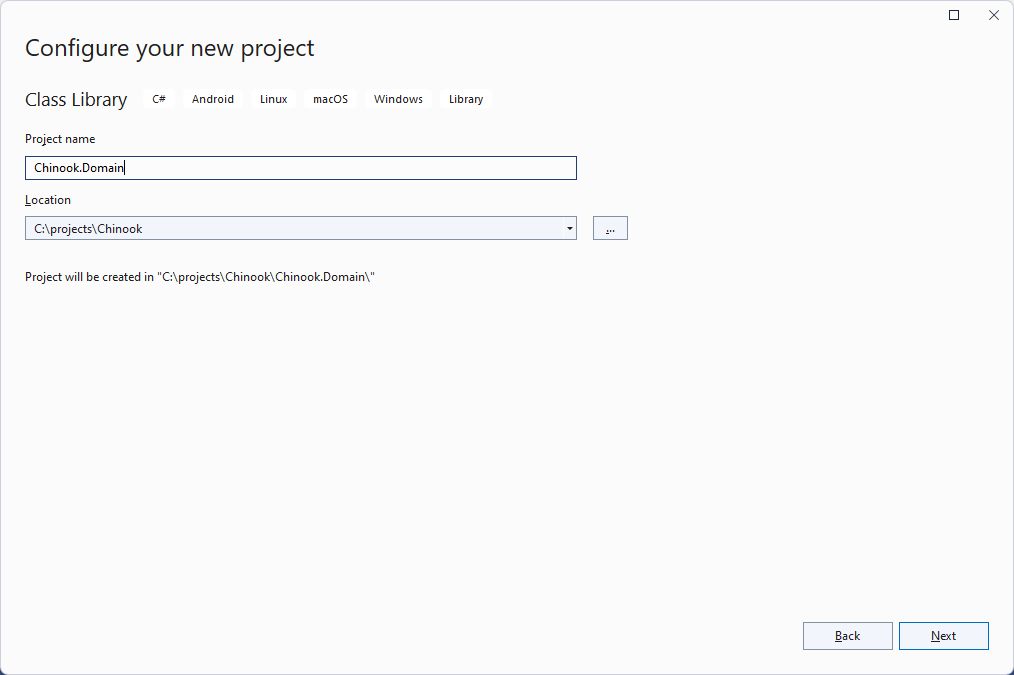 Configure your new project
Class Library C# Android Linux macOS Windows Library
Project name
Chinook.Domain
Location
C:\projects\Chinook
...
Project will be created in "C:\projects\Chinook\Chinook.Domain\"
Back Next